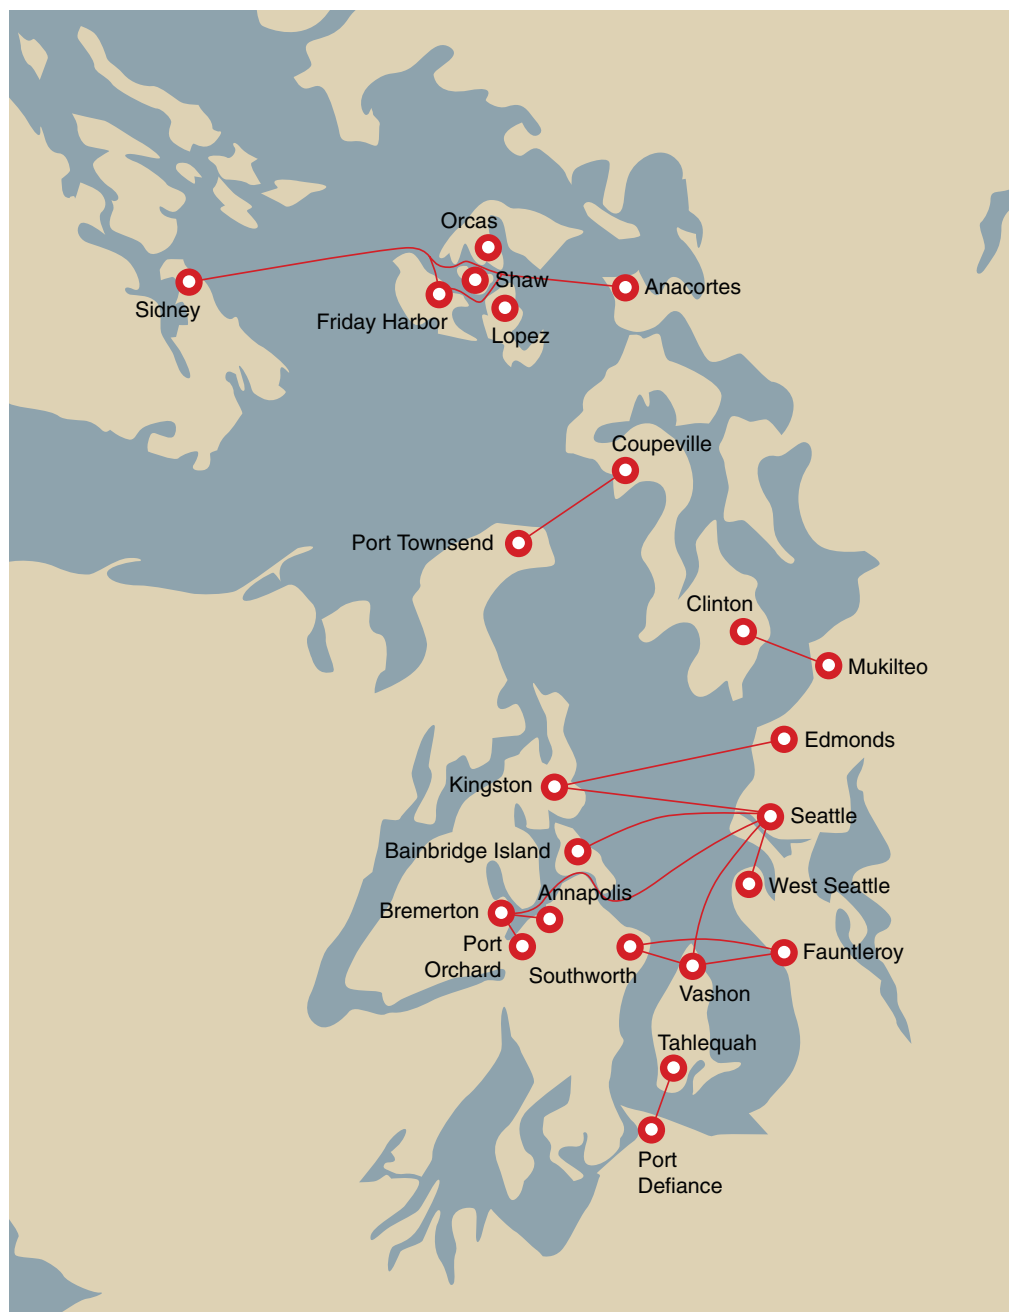 Orcas
Shaw
Anacortes
Sidney
Friday Harbor
Lopez
Coupeville
Port Townsend
Clinton
Mukilteo
Edmonds
Kingston
Seattle
Bainbridge Island
West Seattle
Annapolis
Bremerton
Port
Orchard
Southworth
Fauntleroy
Vashon
Tahlequah
Port
Defiance